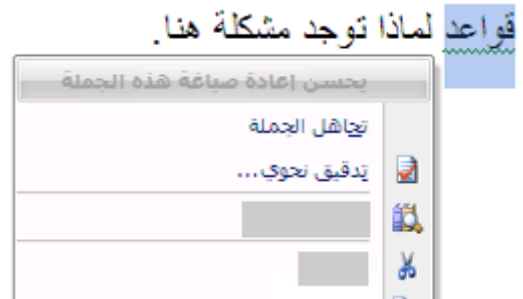 قواعد لماذا توجد مشكلة هنا.
يحسن إعادة صياغة هذه الجملة
تجاهل الجملة
تدقيق نحوي...